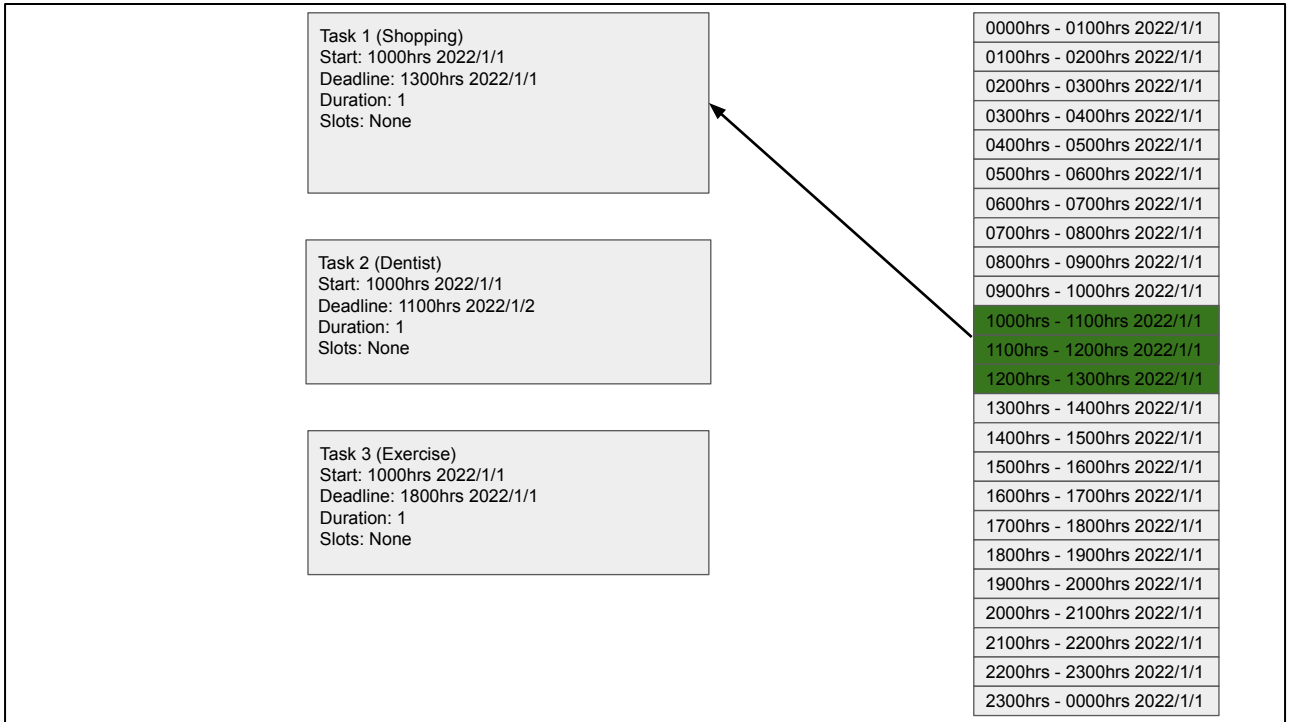 Task 1 (Shopping)
Start: 1000hrs 2022/1/1
Deadline: 1300hrs 2022/1/1
Duration: 1
Slots: None
Task 2 (Dentist)
Start: 1000hrs 2022/1/1
Deadline: 1100hrs 2022/1/2
Duration: 1
Slots: None
Task 3 (Exercise)
Start: 1000hrs 2022/1/1
Deadline: 1800hrs 2022/1/1
Duration: 1
Slots: None
0000hrs - 0100hrs 2022/1/1
0100hrs - 0200hrs 2022/1/1
0200hrs - 0300hrs 2022/1/1
0300hrs - 0400hrs 2022/1/1
0400hrs - 0500hrs 2022/1/1
0500hrs - 0600hrs 2022/1/1
0600hrs - 0700hrs 2022/1/1
0700hrs - 0800hrs 2022/1/1
0800hrs - 0900hrs 2022/1/1
0900hrs - 1000hrs 2022/1/1
1000hrs - 1100hrs 2022/1/1
1100hrs - 1200hrs 2022/1/1
1200hrs - 1300hrs 2022/1/1
1300hrs - 1400hrs 2022/1/1
1400hrs - 1500hrs 2022/1/1
1500hrs - 1600hrs 2022/1/1
1600hrs - 1700hrs 2022/1/1
1700hrs - 1800hrs 2022/1/1
1800hrs - 1900hrs 2022/1/1
1900hrs - 2000hrs 2022/1/1
2000hrs - 2100hrs 2022/1/1
2100hrs - 2200hrs 2022/1/1
2200hrs - 2300hrs 2022/1/1
2300hrs - 0000hrs 2022/1/1